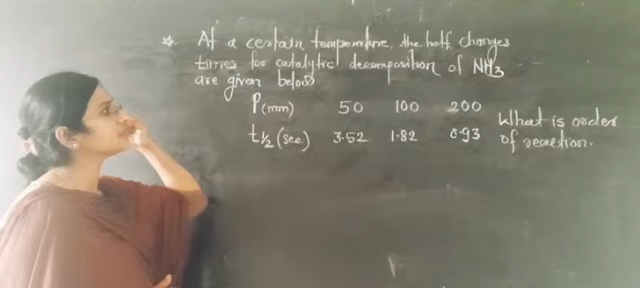 * At a certain temperature, the half changes
times for catalytic decomposition of NH3
are given below
P(mm) 50 100 200
t1/2 (sec) 3.52 1.82 0.93
What is order
of reaction.